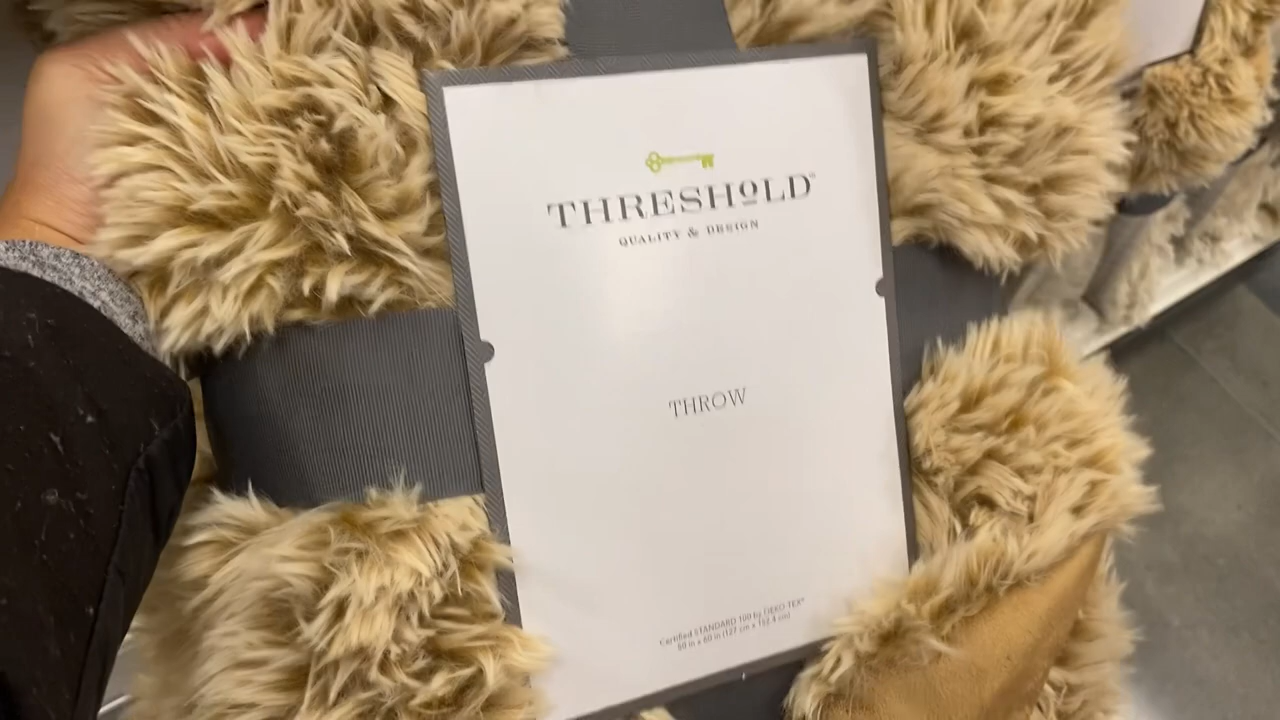 THRESHOLD®
QUALITY & DESIGN
THROW
Certified STANDARD 100 by OEKO-TEX®
50 in x 60 in (127 cm x 152.4 cm)